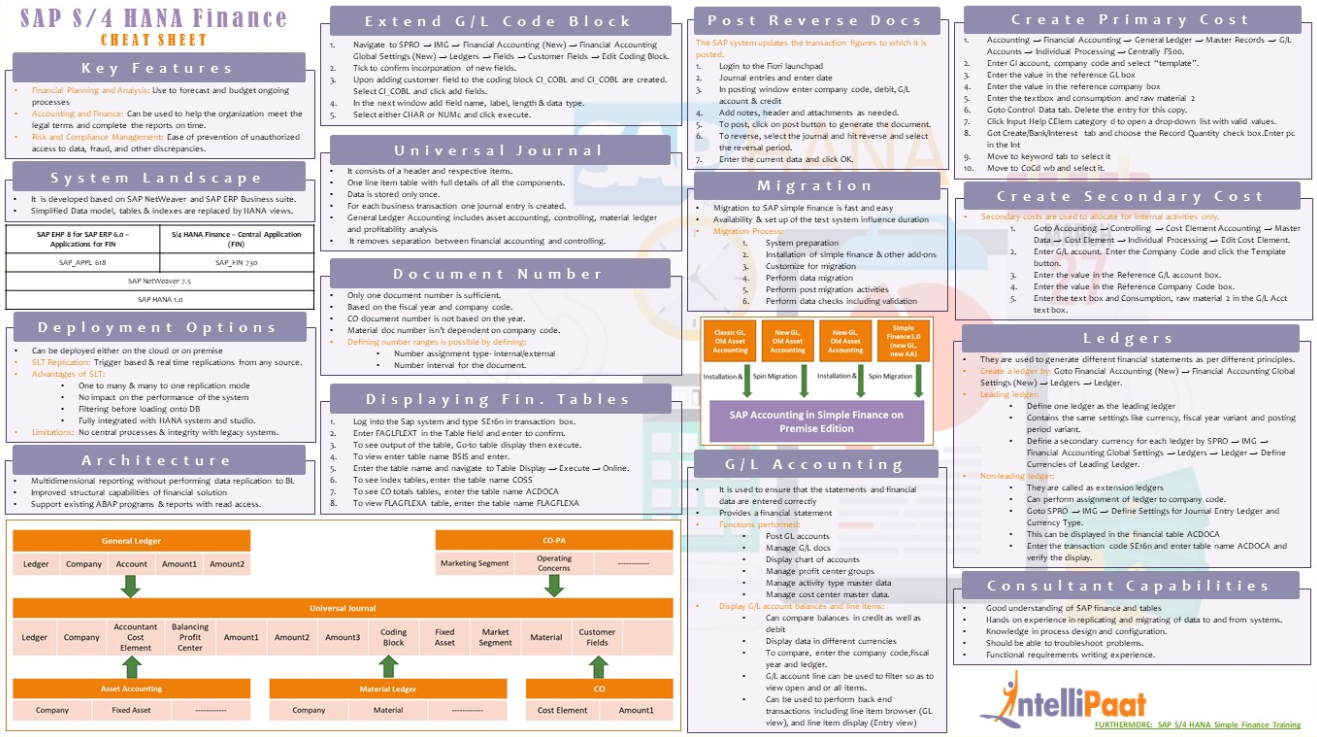 SAP S/4 HANA Finance
CHEAT SHEET
Key Features
• Financial Planning and Analysis: Use to forecast and budget ongoing
processes
• Accounting and Finance: Can be used to help the organization meet the
legal terms and complete the reports on time.
• Risk and Compliance Management: Ease of prevention of unauthorized
access to data, fraud, and other discrepancies.
System Landscape
• It is developed based on SAP NetWeaver and SAP ERP Business suite.
• Simplified Data model, tables & indexes are replaced by HANA views.
SAP EHP 8 for SAP ERP 6.0 –
Applications for FIN
S/4 HANA Finance – Central Application
(FIN)
SAP_APPL 618
SAP_FIN 730
SAP NetWeaver 7.5
SAP HANA 1.0
Deployment Options
• Can be deployed either on the cloud or on premise
• SLT Replication: Trigger based & real time replications from any source.
• Advantages of SLT:
• One to many & many to one replication mode
• No impact on the performance of the system
• Filtering before loading onto DB
• Fully integrated with HANA system and studio.
• Limitations: No central processes & integrity with legacy systems.
Architecture
• Multidimensional reporting without performing data replication to BI.
• Improved structural capabilities of financial solution
• Support existing ABAP programs & reports with read access.
Extend G/L Code Block
1. Navigate to SPRO → IMG → Financial Accounting (New) → Financial Accounting
Global Settings (New) → Ledgers → Fields → Customer Fields → Edit Coding Block.
2. Tick to confirm incorporation of new fields.
3. Upon adding customer field to the coding block CI_COBL and CI_COBL are created.
Select CI_COBL and click add fields.
4. In the next window add field name, label, length & data type.
5. Select either CHAR or NUMc and click execute.
Universal Journal
• It consists of a header and respective items.
• One line item table with full details of all the components.
• Data is stored only once.
• For each business transaction one journal entry is created.
• General Ledger Accounting includes asset accounting, controlling, material ledger
and profitability analysis
• It removes separation between financial accounting and controlling.
Document Number
• Only one document number is sufficient.
• Based on the fiscal year and company code.
• CO document number is not based on the year.
• Material doc number isn't dependent on company code.
• Defining number ranges is possible by defining:
• Number assignment type- internal/external
• Number interval for the document.
Displaying Fin. Tables
1. Log into the Sap system and type SE16n in transaction box.
2. Enter FAGLFLEXT in the Table field and enter to confirm.
3. To see output of the table, Go-to table display then execute.
4. To view enter table name BSIS and enter.
5. Enter the table name and navigate to Table Display → Execute → Online.
6. To see index tables, enter the table name COSS
7. To see CO totals tables, enter the table name ACDOCA
8. To view FLAGFLEXA table, enter the table name FLAGFLEXA
General Ledger
Ledger Company Account Amount1 Amount2
CO-PA
Marketing Segment
Operating
Concerns
------------
Universal Journal
Ledger
Company
Accountant
Cost
Element
Balancing
Profit
Center
Amount1
Amount2
Amount3
Coding
Block
Fixed
Asset
Market
Segment
Material
Customer
Fields
Asset Accounting
Company Fixed Asset ------------
Material Ledger
Company Material ------------
CO
Cost Element Amount1
Post Reverse Docs
The SAP system updates the transaction figures to which it is
posted.
1. Login to the Fiori launchpad
2. Journal entries and enter date
3. In posting window enter company code, debit, G/L
account & credit
4. Add notes, header and attachments as needed.
5. To post, click on post button to generate the document.
6. To reverse, select the journal and hit reverse and select
the reversal period.
7. Enter the current data and click OK.
Migration
• Migration to SAP simple finance is fast and easy
• Availability & set up of the test system influence duration
• Migration Process:
1. System preparation
2. Installation of simple finance & other add-ons
3. Customize for migration
4. Perform data migration
5. Perform post migration activities
6. Perform data checks including validation
Classic GL,
Old Asset
Accounting
New GL,
Old Asset
Accounting
New GL,
Old Asset
Accounting
Simple
Finance1.0
(new GL,
new AA)
Installation & Spin Migration Installation & Spin Migration
SAP Accounting in Simple Finance on
Premise Edition
G/L Accounting
• It is used to ensure that the statements and financial
data are entered correctly
• Provides a financial statement
• Functions performed:
• Post GL accounts
• Manage G/L docs
• Display chart of accounts
• Manage profit center groups
• Manage activity type master data
• Manage cost center master data.
• Display G/L account balances and line items:
• Can compare balances in credit as well as
debit
• Display data in different currencies
• To compare, enter the company code,fiscal
year and ledger.
• G/L account line can be used to filter so as to
view open and or all items.
• Can be used to perform back end
transactions including line item browser (GL
view), and line item display (Entry view)
Create Primary Cost
1. Accounting → Financial Accounting → General Ledger → Master Records → G/L
Accounts → Individual Processing → Centrally FS00.
2. Enter Gl account, company code and select "template".
3. Enter the value in the reference GL box
4. Enter the value in the reference company box
5. Enter the textbox and consumption and raw material 2
6. Goto Control Data tab. Delete the entry for this copy.
7. Click Input Help CElem category d to open a drop-down list with valid values.
8. Got Create/Bank/Interest tab and choose the Record Quantity check box.Enter pc
in the Int
9. Move to keyword tab to select it
10. Move to CoCd wb and select it.
Create Secondary Cost
• Secondary costs are used to allocate for internal activities only.
1. Goto Accounting → Controlling → Cost Element Accounting → Master
Data → Cost Element → Individual Processing → Edit Cost Element.
2. Enter G/L account. Enter the Company Code and click the Template
button.
3. Enter the value in the Reference G/L account box.
4. Enter the value in the Reference Company Code box.
5. Enter the text box and Consumption, raw material 2 in the G/L Acct
text box.
Ledgers
• They are used to generate different financial statements as per different principles.
• Create a ledger by: Goto Financial Accounting (New) → Financial Accounting Global
Settings (New) → Ledgers → Ledger.
• Leading ledger:
• Define one ledger as the leading ledger
• Contains the same settings like currency, fiscal year variant and posting
period variant.
• Define a secondary currency for each ledger by SPRO → IMG →
Financial Accounting Global Settings → Ledgers → Ledger → Define
Currencies of Leading Ledger.
• Non-leading ledger:
• They are called as extension ledgers
• Can perform assignment of ledger to company code.
• Goto SPRO → IMG → Define Settings for Journal Entry Ledger and
Currency Type.
• This can be displayed in the financial table ACDOCA
• Enter the transaction code SE16n and enter table name ACDOCA and
verify the display.
Consultant Capabilities
• Good understanding of SAP finance and tables
• Hands on experience in replicating and migrating of data to and from systems.
• Knowledge in process design and configuration.
• Should be able to troubleshoot problems.
• Functional requirements writing experience.
IntelliPaat
FURTHERMORE: SAP S/4 HANA Simple Finance Training